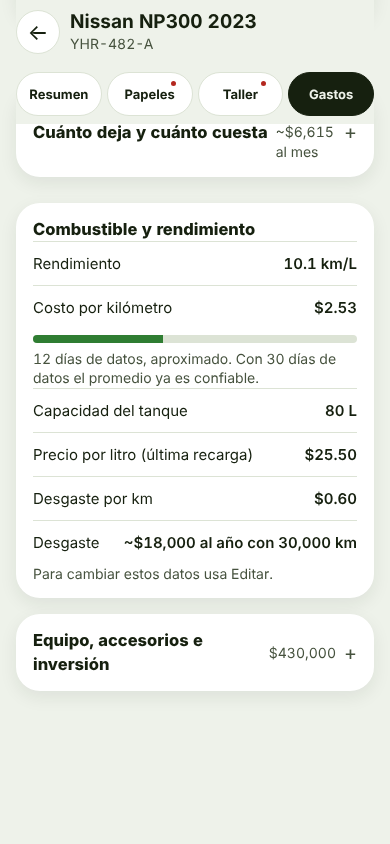 Nissan NP300 2023
YHR-482-A
Resumen
Papeles
Taller
Gastos
Cuánto deja y cuánto cuesta
~$6,615 al mes
+
Combustible y rendimiento
Rendimiento
10.1 km/L
Costo por kilómetro
$2.53
12 días de datos, aproximado. Con 30 días de
datos el promedio ya es confiable.
Capacidad del tanque
80 L
Precio por litro (última recarga)
$25.50
Desgaste por km
$0.60
Desgaste
~$18,000 al año con 30,000 km
Para cambiar estos datos usa Editar.
Equipo, accesorios e
inversión
$430,000
+